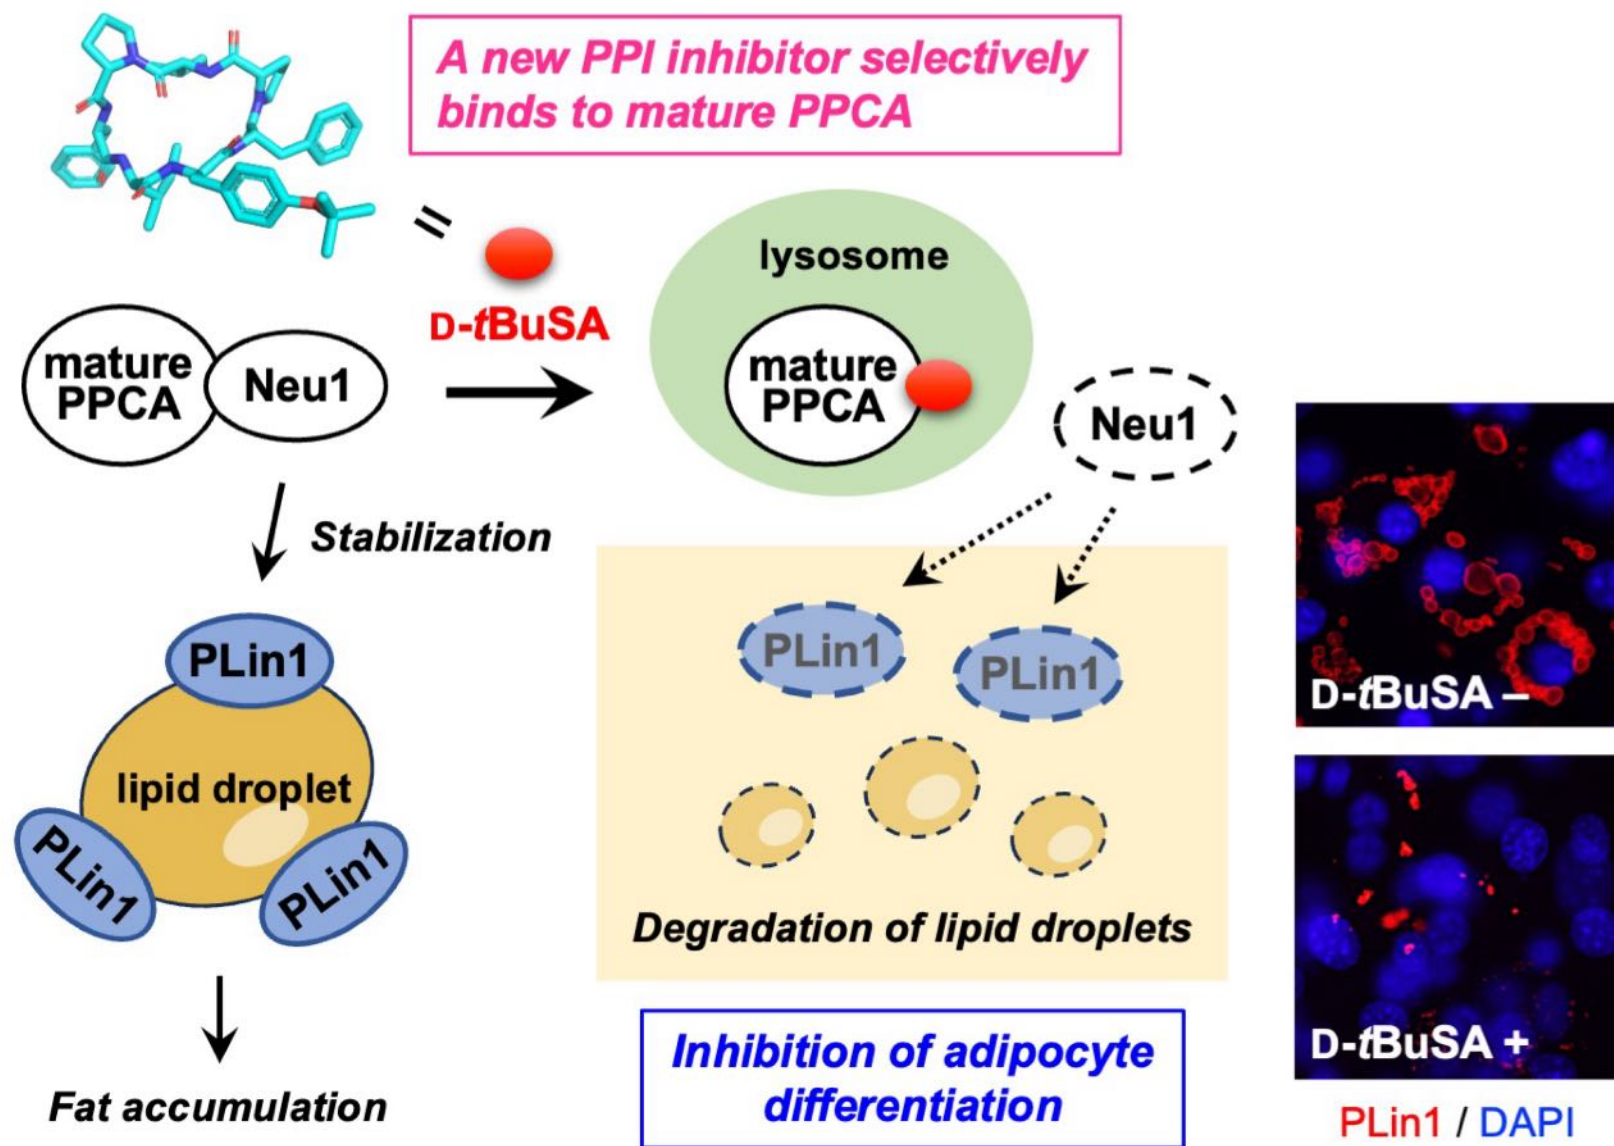 A new PPI inhibitor selectively
binds to mature PPCA
=
D-tBuSA
mature
PPCA
Neu1
lysosome
mature
PPCA
Neu1
Stabilization
PLin1
lipid droplet
PLin1
PLin1
Fat accumulation
PLin1
PLin1
Degradation of lipid droplets
Inhibition of adipocyte
differentiation
D-tBuSA –
D-tBuSA +
PLin1 / DAPI